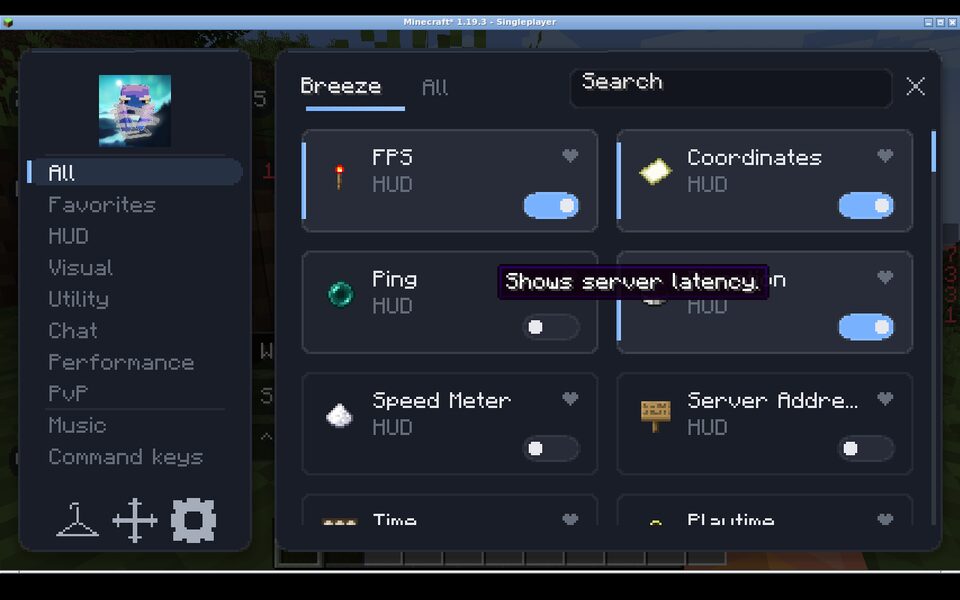 Minecraft* 1.19.3 - Singleplayer
Breeze
All
Search
All
Favorites
HUD
Visual
Utility
Chat
Performance
PvP
Music
Command keys
FPS
HUD
Coordinates
HUD
Ping
HUD
Shows server latency.
HUD
Speed Meter
HUD
Server Addre...
HUD
Time
Playtime